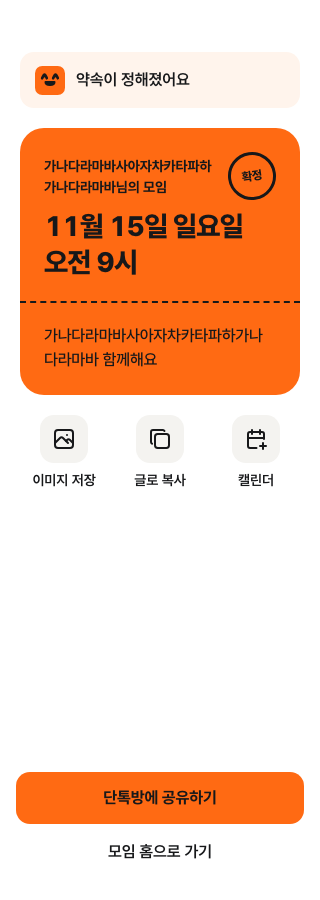 약속이 정해졌어요
가나다라마바사아자차카타파하
가나다라마바님의 모임
확정
11월 15일 일요일
오전 9시
가나다라마바사아자차카타파하가나
다라마바 함께해요
이미지 저장
글로 복사
캘린더
단톡방에 공유하기
모임 홈으로 가기